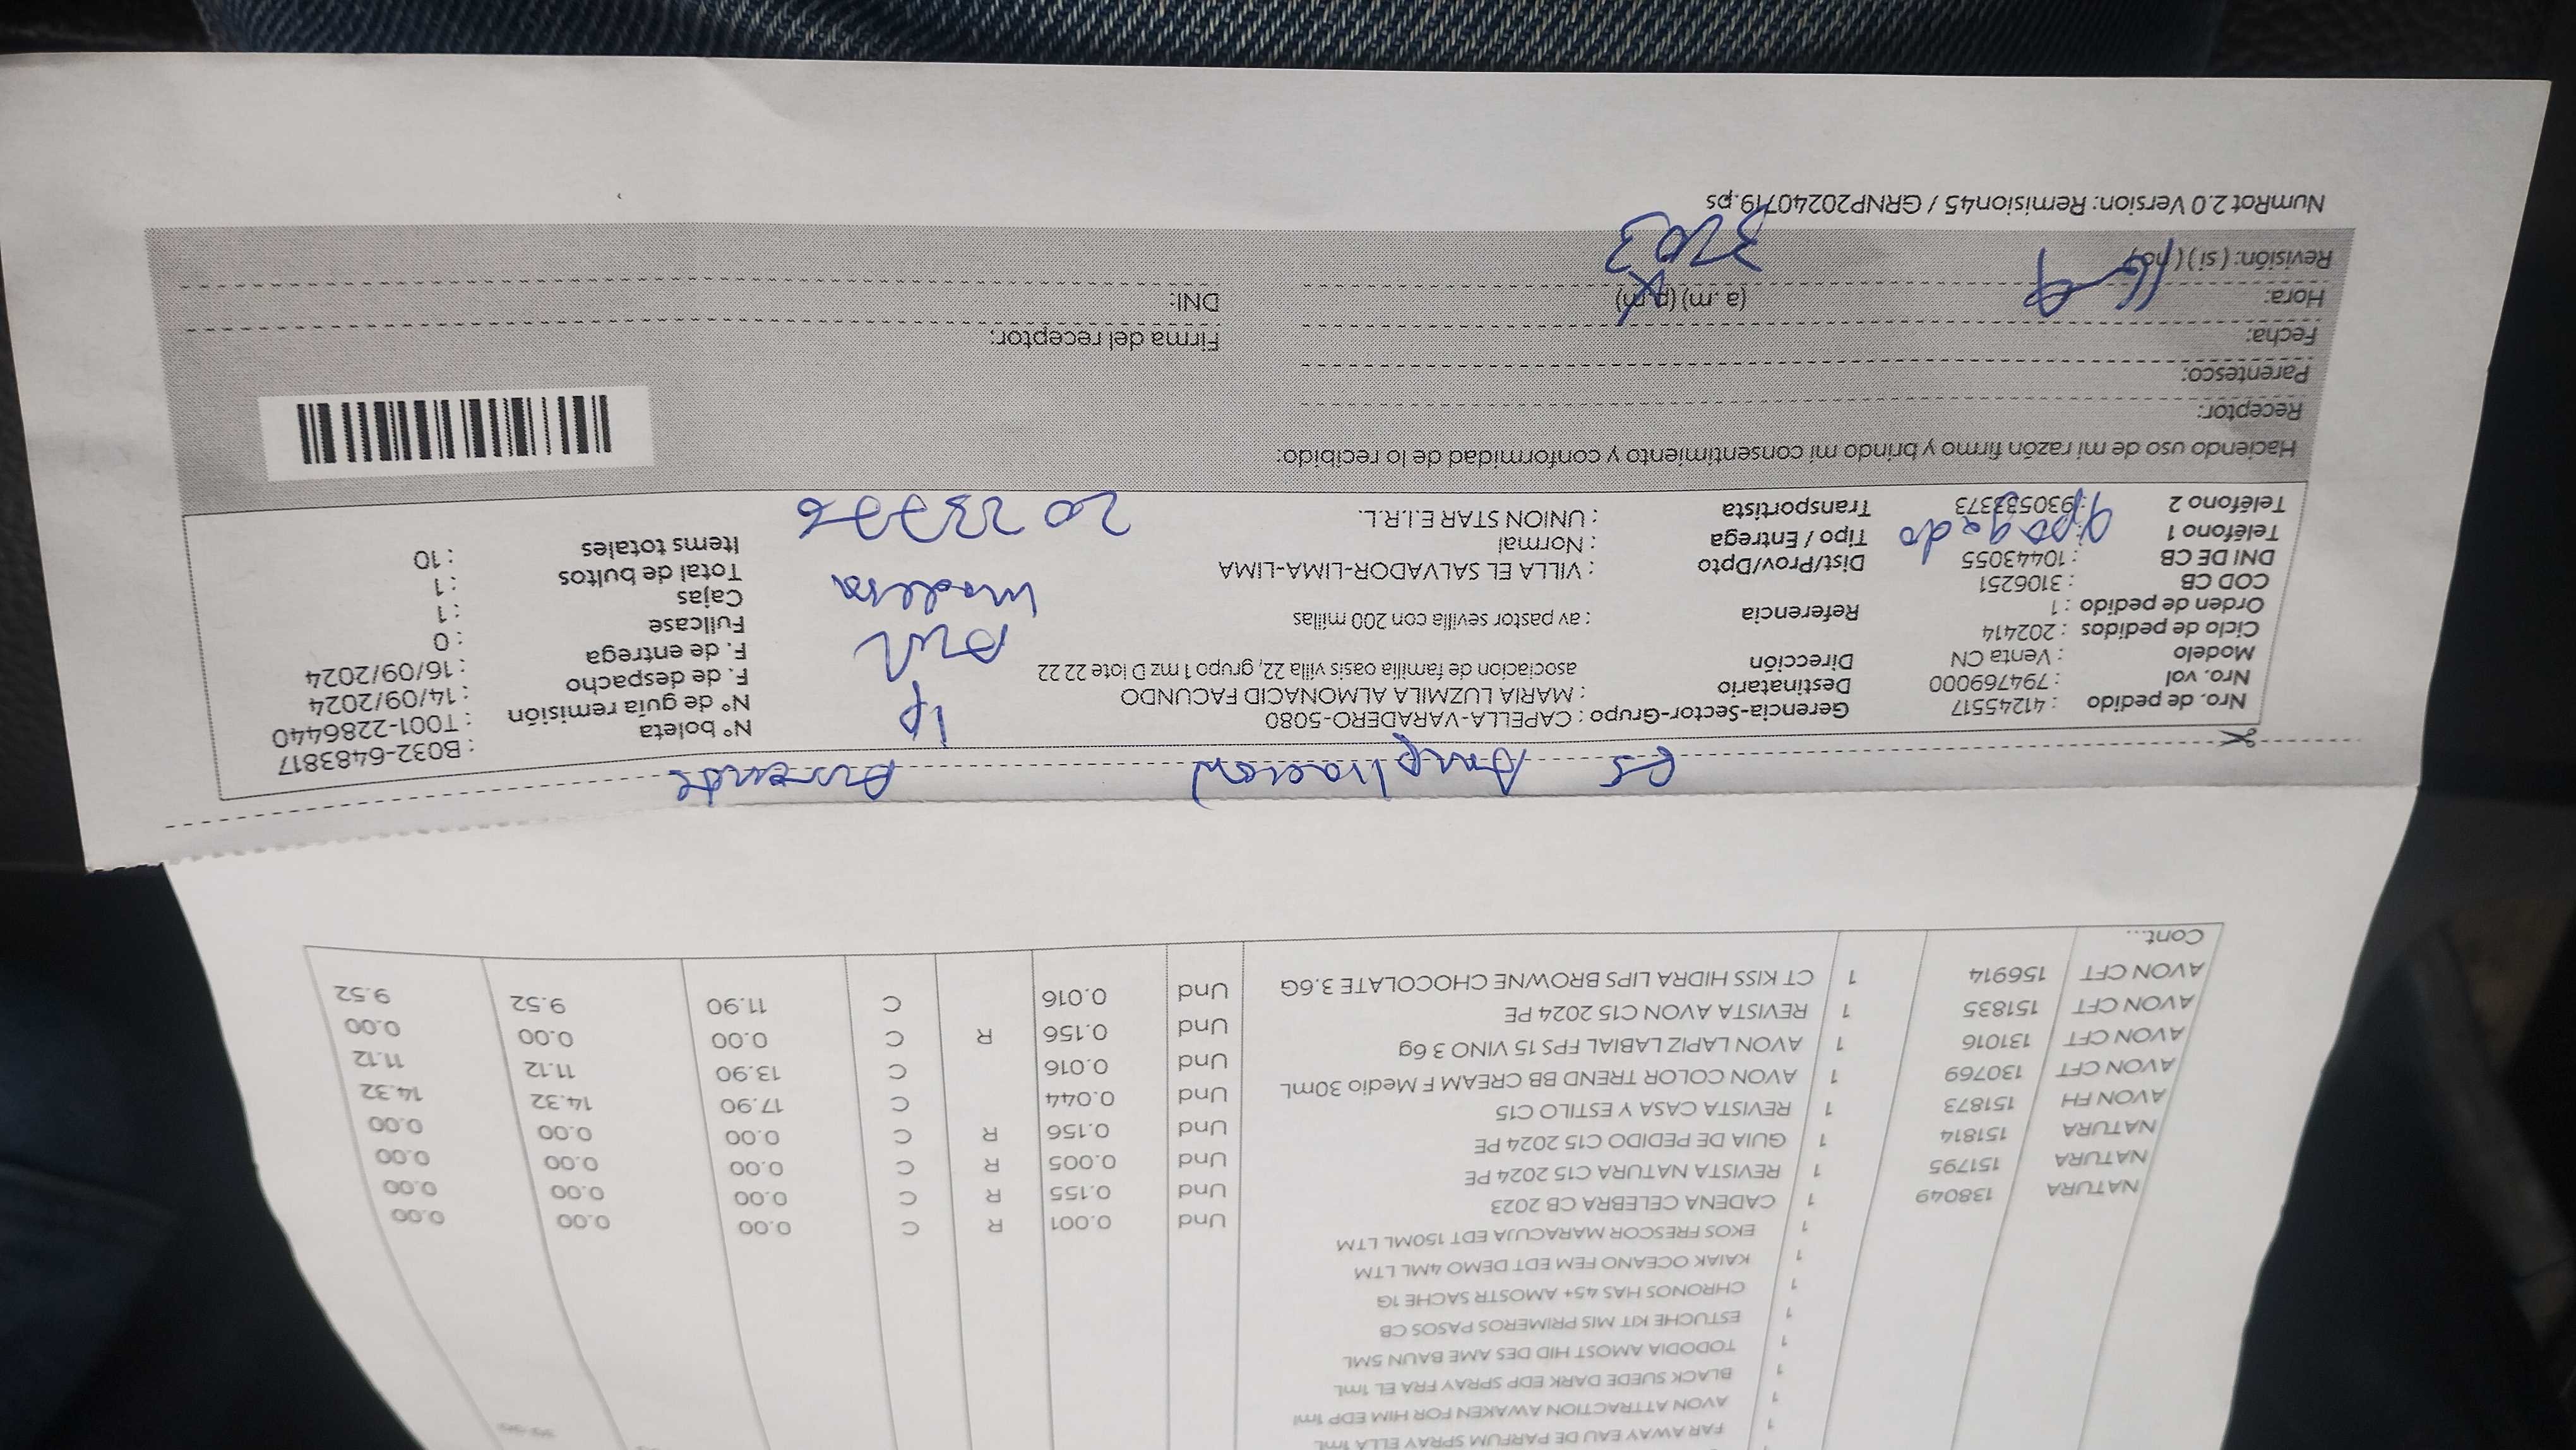 FAR AWAY EAU DE PARFUM SPRAY ELLA 1mL 1
AVON ATTRACTION AWAKEN FOR HIM EDP 1ml 1
BLACK SUEDE DARK EDP SPRAY FRA EL 1mL 1
TODODIA AMOST HID DES AME BAUN 5ML 1
ESTUCHE KIT MIS PRIMEROS PASOS CB 1
CHRONOS HAS 45+ AMOSTR SACHE 1G 1
KAIAK OCEANO FEM EDT DEMO 4ML LTM 1
EKOS FRESCOR MARACUJA EDT 150ML LTM 1
NATURA 138049 1 CADENA CELEBRA CB 2023 Und 0.001 R C 0.00 0.00 0.00
NATURA 151795 1 REVISTA NATURA C15 2024 PE Und 0.155 R C 0.00 0.00 0.00
NATURA 151814 1 GUIA DE PEDIDO C15 2024 PE Und 0.005 R C 0.00 0.00 0.00
AVON FH 151873 1 REVISTA CASA Y ESTILO C15 Und 0.156 R C 0.00 0.00 0.00
AVON CFT 130769 1 AVON COLOR TREND BB CREAM F Medio 30mL Und 0.044 C 17.90 14.32 14.32
AVON CFT 131016 1 AVON LAPIZ LABIAL FPS 15 VINO 3 6g Und 0.016 C 13.90 11.12 11.12
AVON CFT 151835 1 REVISTA AVON C15 2024 PE Und 0.156 R C 0.00 0.00 0.00
AVON CFT 156914 1 CT KISS HIDRA LIPS BROWNE CHOCOLATE 3.6G Und 0.016 C 11.90 9.52 9.52
Cont...
Ampliacion Ausente
Nro. de pedido : 41245517 Gerencia-Sector-Grupo : CAPELLA-VARADERO-5080 1p N° boleta : B032-6483817
Nro. vol : 794769000 Destinatario : MARIA LUZMILA ALMONACID FACUNDO N° de guía remisión : T001-2286440
Modelo : Venta CN Dirección asociacion de familia oasis villa 22, grupo 1 mz D lote 22 22 F. de despacho : 14/09/2024
Ciclo de pedidos : 202414 F. de entrega : 16/09/2024
Orden de pedido : 1 Referencia : av pastor sevilla con 200 millas Fullcase : 0
COD CB : 3106251 madera Cajas : 1
DNI DE CB : 10443055 Dist/Prov/Dpto : VILLA EL SALVADOR-LIMA-LIMA Total de bultos : 1
Teléfono 1 apagado Tipo / Entrega : Normal Items totales : 10
Teléfono 2 : 930583373 Transportista : UNION STAR E.I.R.L. 2023776
Haciendo uso de mi razón firmo y brindo mi consentimiento y conformidad de lo recibido:
Receptor:
Parentesco:
Fecha: Firma del receptor:
Hora: (a. m) (p. m) DNI:
Revisión: (si) (no) 16-9 3703
NumRot 2.0 Version: Remision45 / GRNP20240719.ps